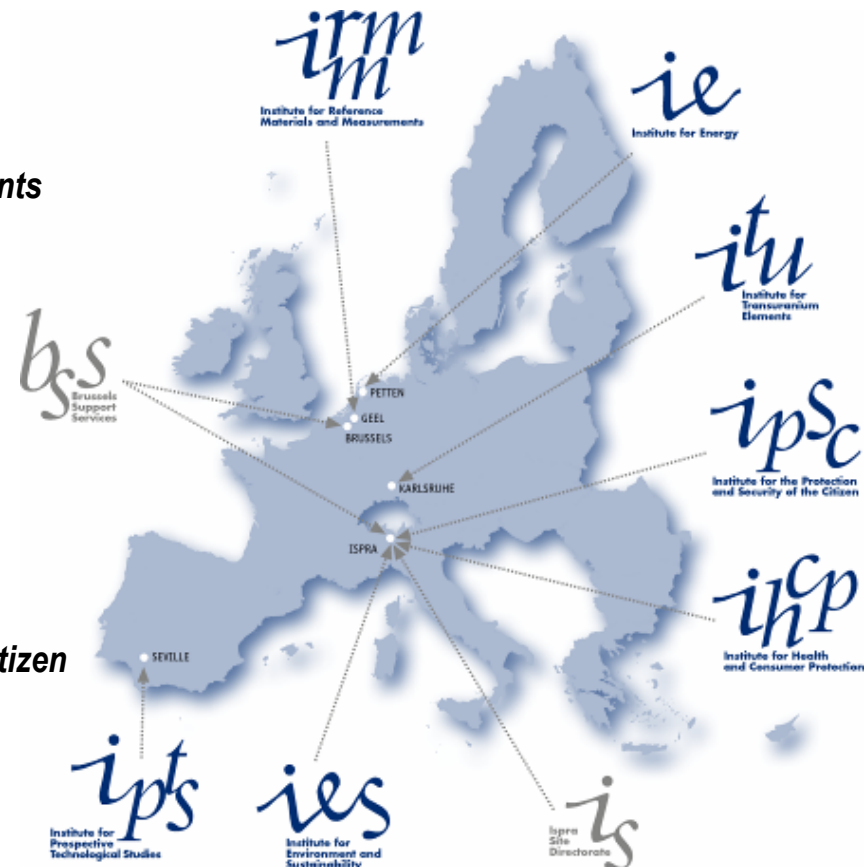 irmm
Institute for Reference
Materials and Measurements
ie
Institute for Energy
nts
itu
Institute for
Transuranium
Elements
bss
Brussels
Support
Services
PETTEN
GEEL
BRUSSELS
ipsc
Institute for the Protection
and Security of the Citizen
KARLSRUHE
ISPRA
ihcp
Institute for Health
and Consumer Protection
tizen
SEVILLE
ipts
Institute for
Prospective
Technological Studies
ies
Institute for
Environment and
Sustainability
is
Ispra
Site
Directorate